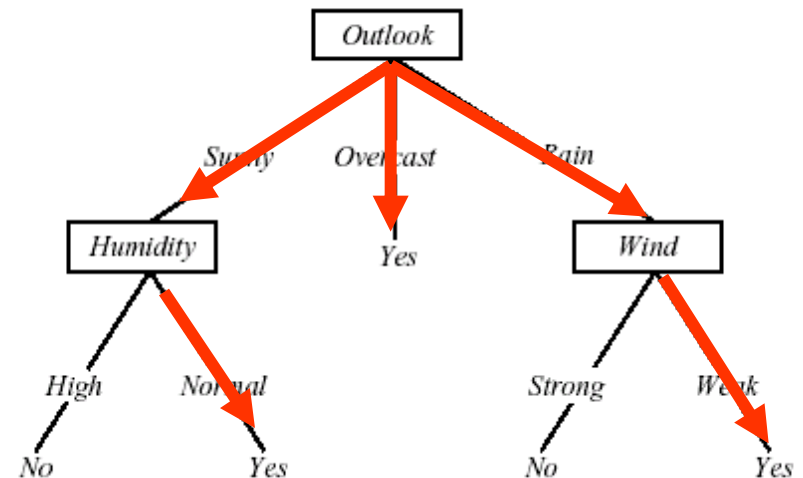 Outlook
Sunny Overcast Rain
Humidity Yes Wind
High Normal Strong Weak
No Yes No Yes